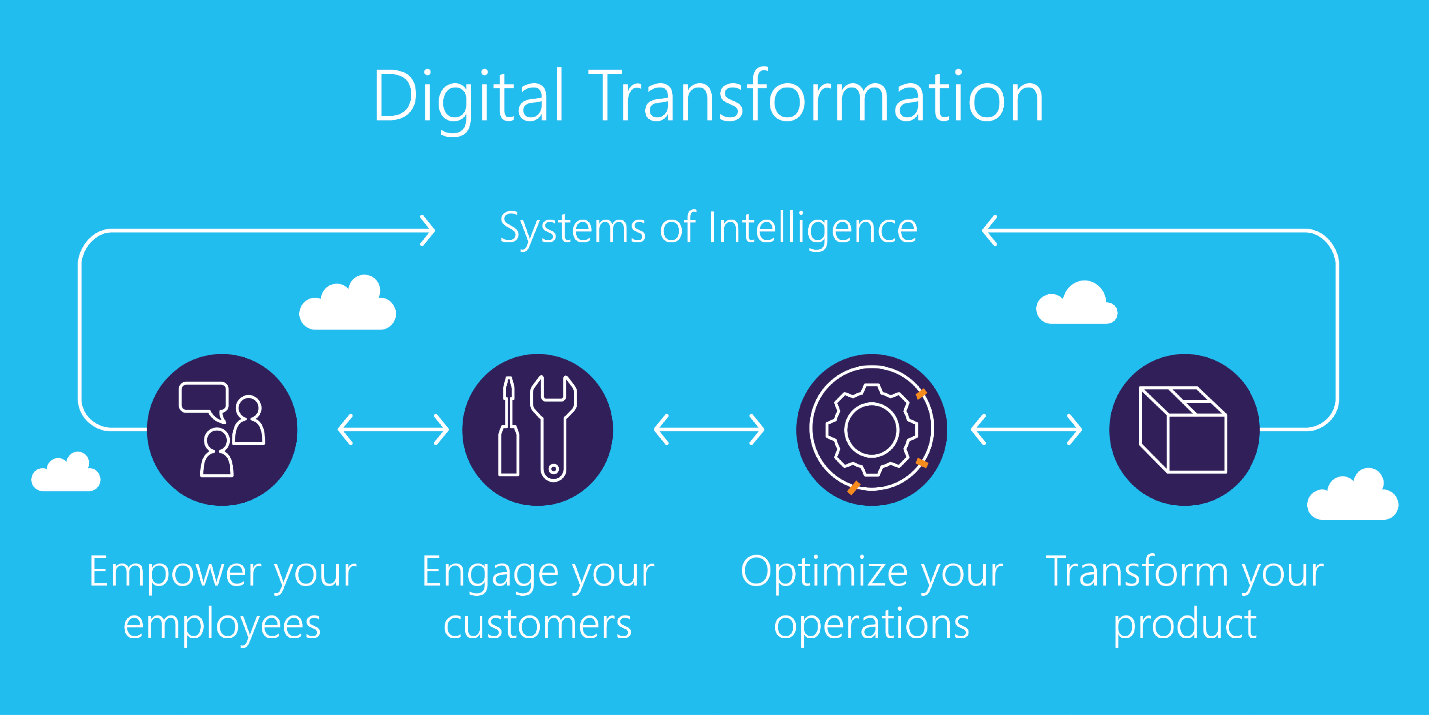 Digital Transformation
Systems of Intelligence
Empower your
employees
Engage your
customers
Optimize your
operations
Transform your
product